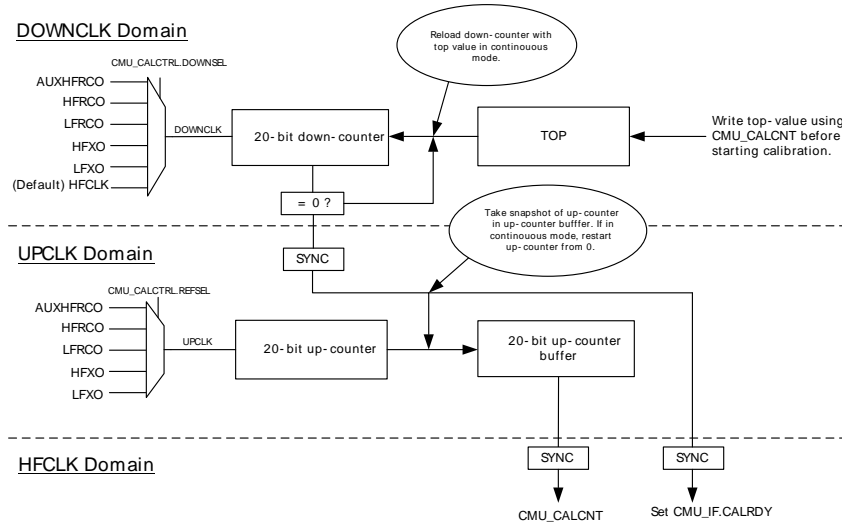 DOWNCLK Domain
CMU_CALCTRL.DOWNSEL
AUXHFRCO
HFRCO
LFRCO
HFXO
LFXO
(Default) HFCLK
DOWNCLK
20-bit down-counter
Reload down-counter with
top value in continouous
mode.
TOP
Write top-value using
CMU_CALCNT before
starting calibration.
= 0 ?
SYNC
Take snapshot of up-counter
in up-counter bufffer. If in
continouous mode, restart
up-counter from 0.
UPCLK Domain
CMU_CALCTRL.REFSEL
AUXHFRCO
HFRCO
LFRCO
HFXO
LFXO
UPCLK
20-bit up-counter
20-bit up-counter
buffer
HFCLK Domain
SYNC
SYNC
CMU_CALCNT
Set CMU_IF.CALRDY